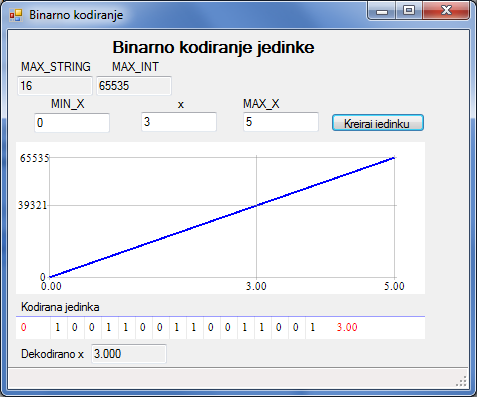 Binarno kodiranje
Binarno kodiranje jedinke
MAX_STRING MAX_INT
16 65535
MIN_X x MAX_X
0 3 5 Kreiraj jedinku
65535
39321
0
0.00 3.00 5.00
Kodirana jedinka
0 1 0 0 1 1 0 0 1 1 0 0 1 1 0 0 1 3.00
Dekodirano x 3.000